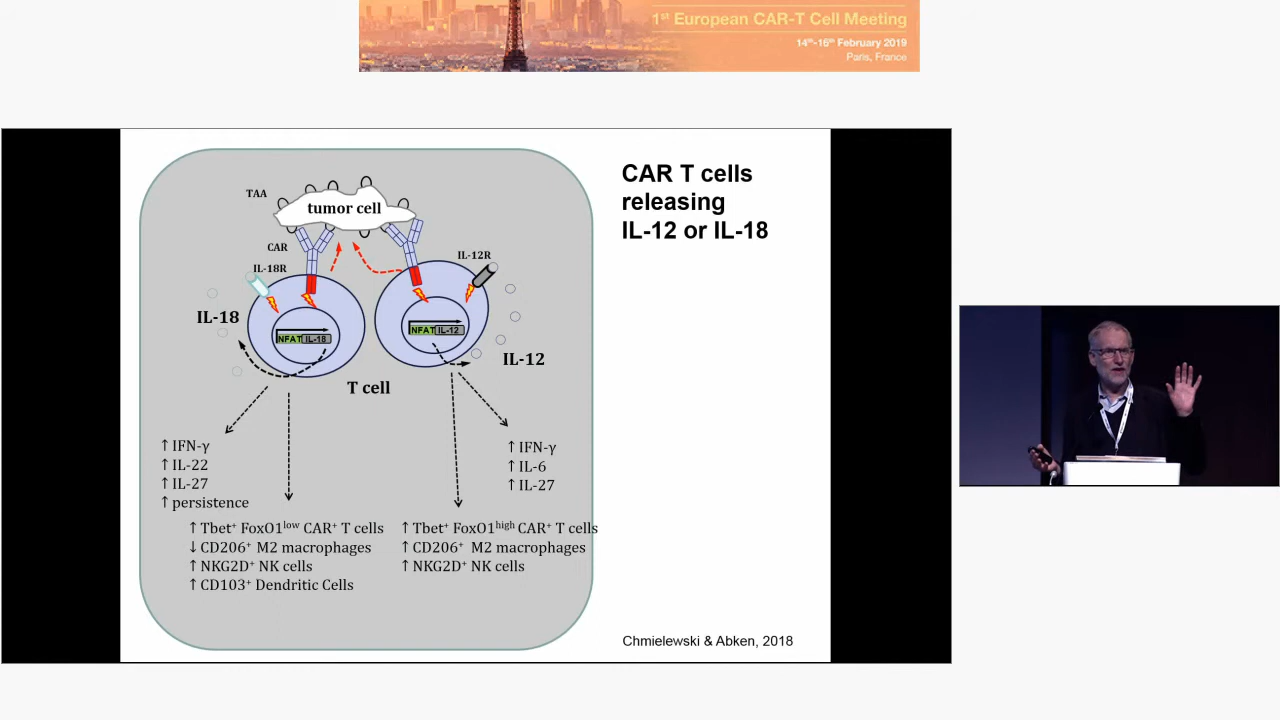 1st European CAR-T Cell Meeting
14th-16th February 2019
Paris, France
CAR T cells
releasing
IL-12 or IL-18
TAA
tumor cell
CAR
IL-18R
IL-12R
IL-18
NFAT IL-18
NFAT IL-12
IL-12
T cell
↑ IFN-γ
↑ IL-22
↑ IL-27
↑ persistence
↑ IFN-γ
↑ IL-6
↑ IL-27
↑ Tbet⁺ FoxO1low CAR⁺ T cells
↓ CD206⁺ M2 macrophages
↑ NKG2D⁺ NK cells
↑ CD103⁺ Dendritic Cells
↑ Tbet⁺ FoxO1high CAR⁺ T cells
↑ CD206⁺ M2 macrophages
↑ NKG2D⁺ NK cells
Chmielewski & Abken, 2018